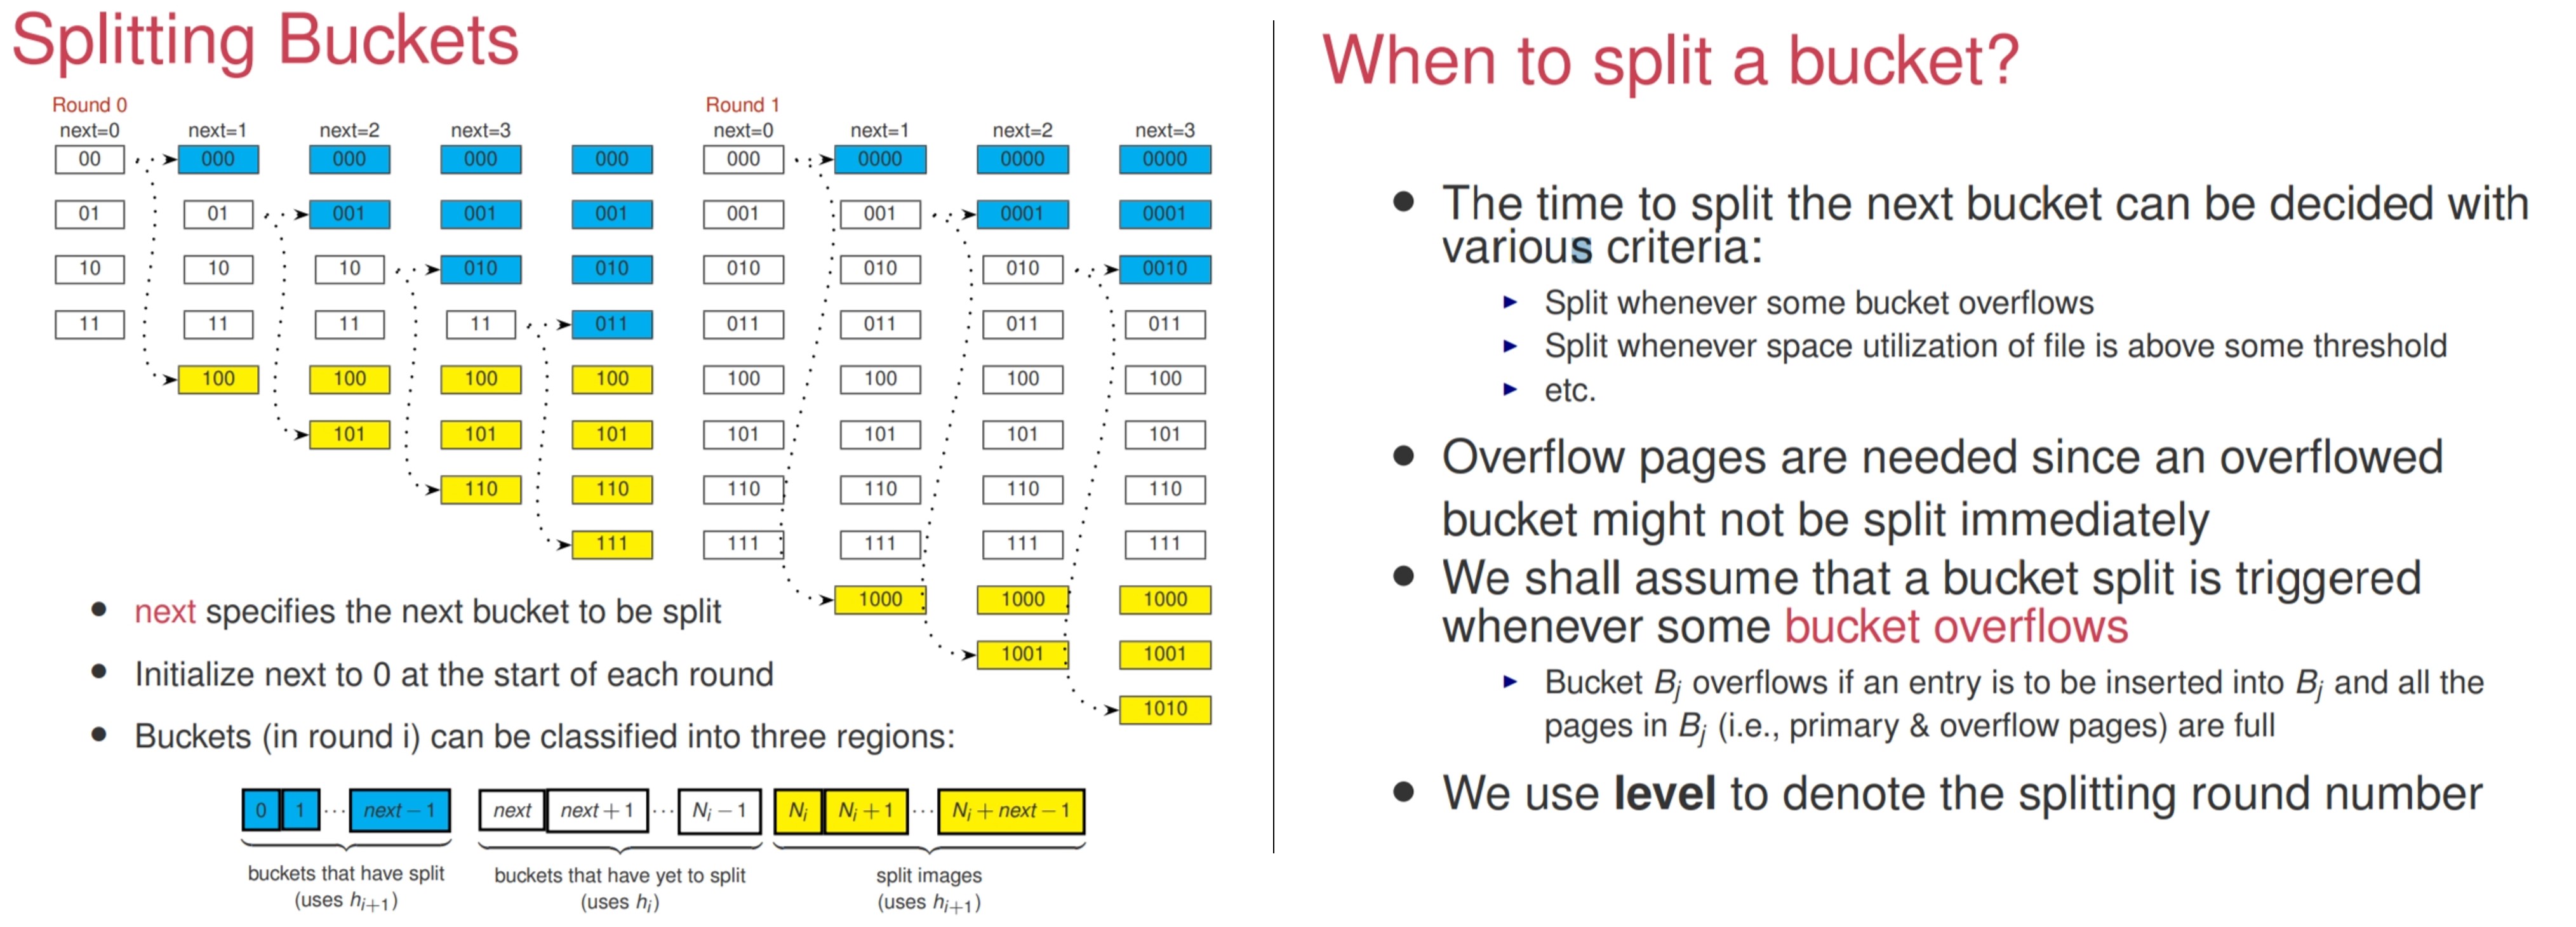 Splitting Buckets
Round 0 Round 1
next=0 next=1 next=2 next=3 next=0 next=1 next=2 next=3
00 000 000 000 000 000 0000 0000 0000
01 01 001 001 001 001 001 0001 0001
10 10 10 010 010 010 010 010 0010
11 11 11 11 011 011 011 011 011
100 100 100 100 100 100 100 100
101 101 101 101 101 101 101
110 110 110 110 110 110
111 111 111 111 111
1000 1000 1000
1001 1001
1010
• next specifies the next bucket to be split
• Initialize next to 0 at the start of each round
• Buckets (in round i) can be classified into three regions:
0 1 ··· next − 1 next next + 1 ··· Nᵢ − 1 Nᵢ Nᵢ + 1 ··· Nᵢ + next − 1
buckets that have split buckets that have yet to split split images
(uses hᵢ₊₁) (uses hᵢ) (uses hᵢ₊₁)
When to split a bucket?
• The time to split the next bucket can be decided with
various criteria:
▶ Split whenever some bucket overflows
▶ Split whenever space utilization of file is above some threshold
▶ etc.
• Overflow pages are needed since an overflowed
bucket might not be split immediately
• We shall assume that a bucket split is triggered
whenever some bucket overflows
▶ Bucket Bⱼ overflows if an entry is to be inserted into Bⱼ and all the
pages in Bⱼ (i.e., primary & overflow pages) are full
• We use level to denote the splitting round number